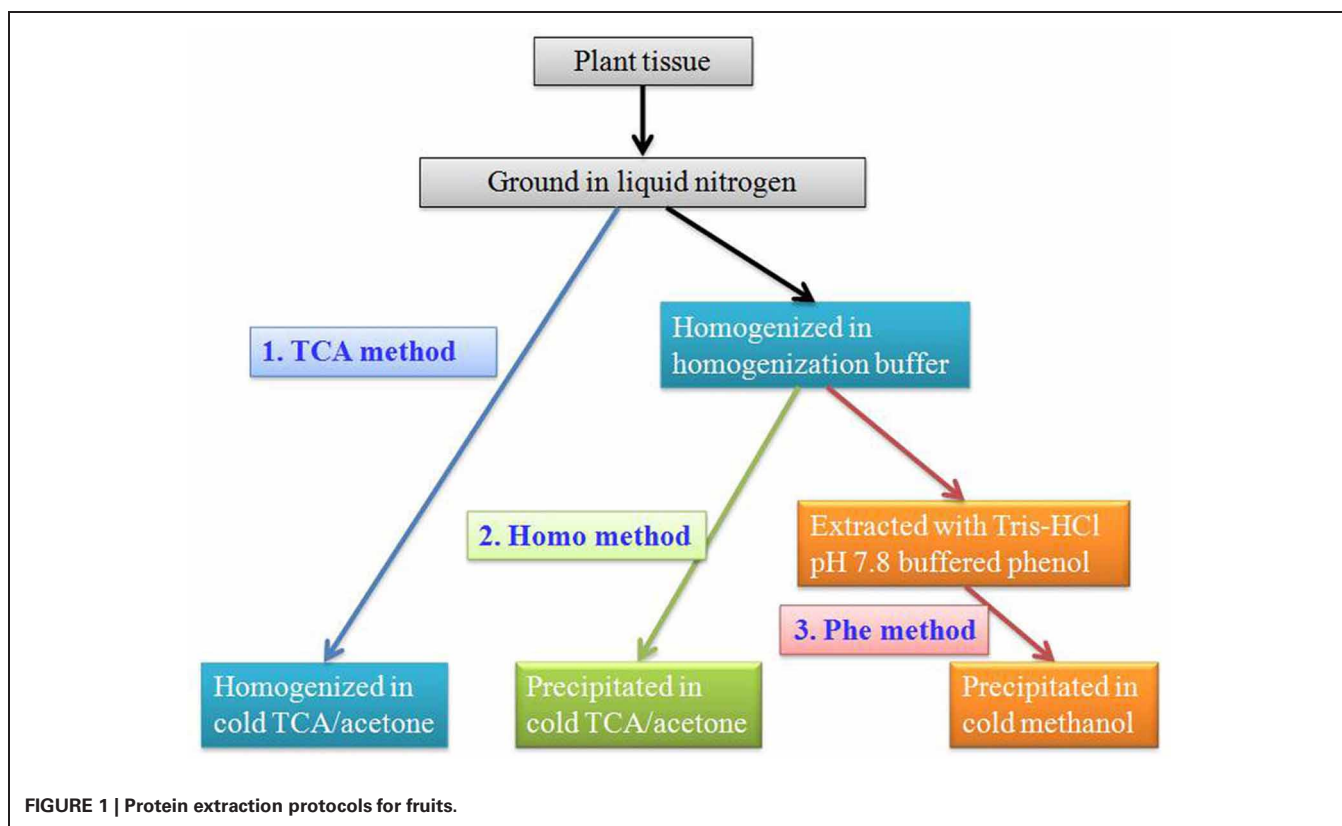 Plant tissue
Ground in liquid nitrogen
Homogenized in
homogenization buffer
1. TCA method
2. Homo method
Extracted with Tris-HCl
pH 7.8 buffered phenol
3. Phe method
Homogenized in
cold TCA/acetone
Precipitated in
cold TCA/acetone
Precipitated in
cold methanol
FIGURE 1 | Protein extraction protocols for fruits.